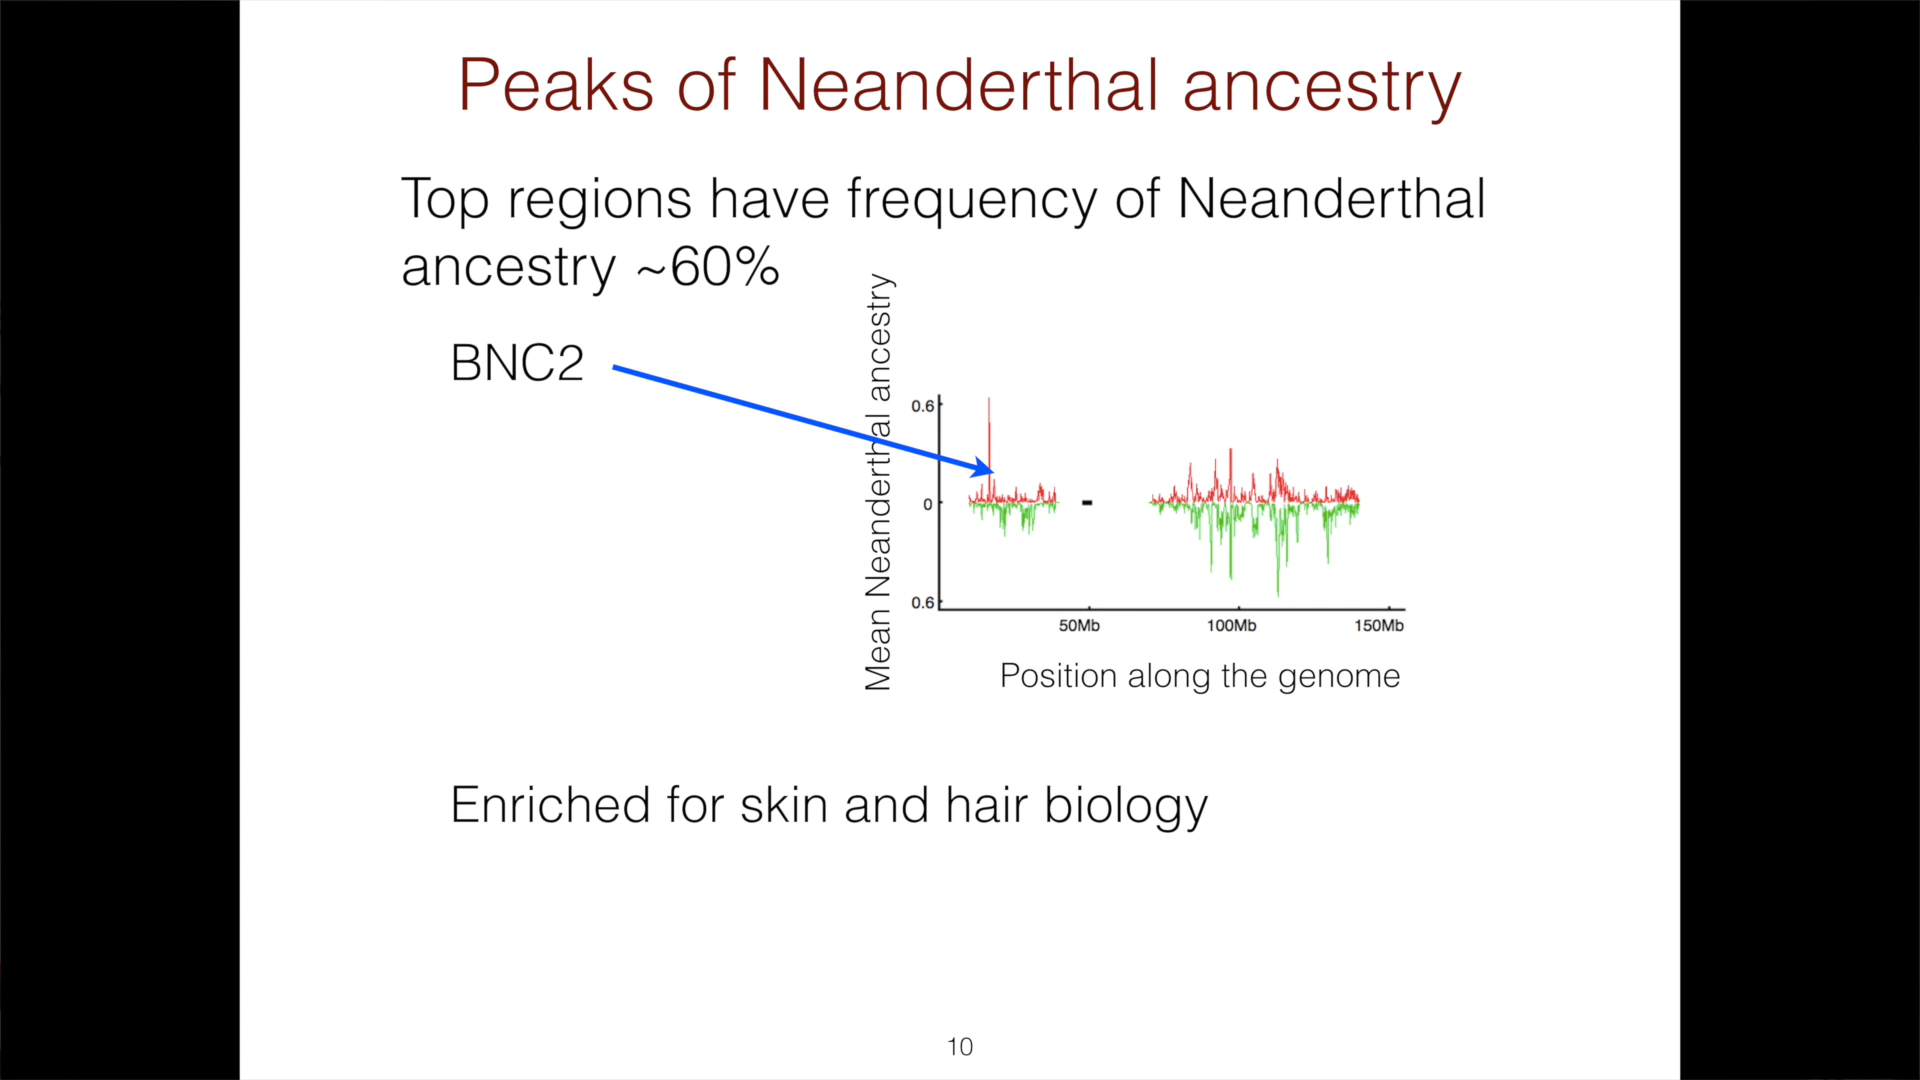 Peaks of Neanderthal ancestry
Top regions have frequency of Neanderthal
ancestry ~60%
BNC2
Mean Neanderthal ancestry
0.6
0
0.6
50Mb
100Mb
150Mb
Position along the genome
Enriched for skin and hair biology
10